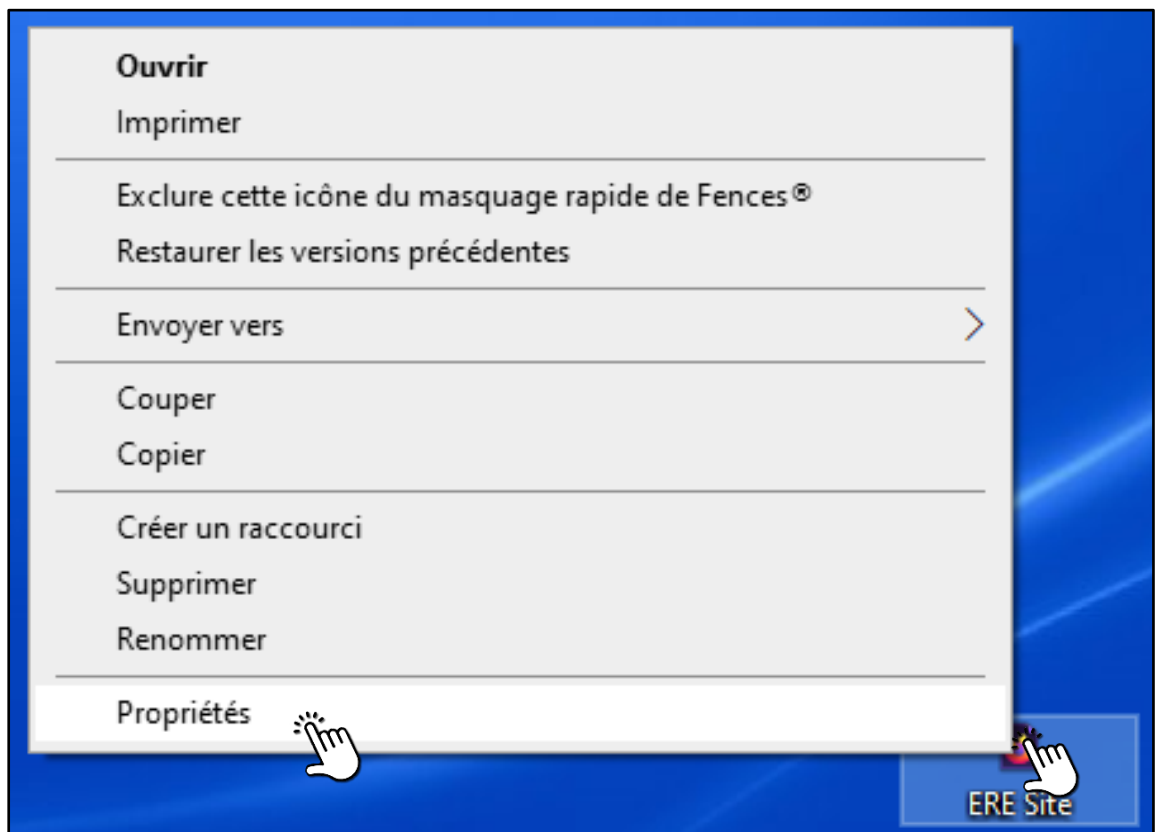 Ouvrir
Imprimer
Exclure cette icône du masquage rapide de Fences®
Restaurer les versions précédentes
Envoyer vers
Couper
Copier
Créer un raccourci
Supprimer
Renommer
Propriétés
ERE Site